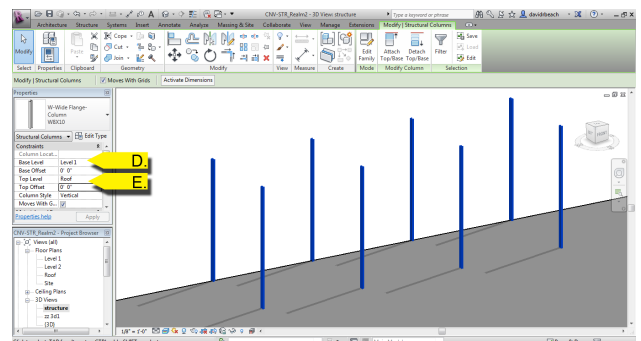 CNV-STR_Realm2 - 3D View: structure
Type a keyword or phrase
davidrbeach
Architecture Structure Systems Insert Annotate Analyze Massing & Site Collaborate View Manage Extensions Modify | Structural Columns
Modify
Paste
Cope
Cut
Join
Edit Family
Attach Top/Base
Detach Top/Base
Filter
Save
Load
Edit
Select Properties Clipboard Geometry Modify View Measure Create Mode Modify Column Selection
Modify | Structural Columns
Moves With Grids
Activate Dimensions
Properties
W-Wide Flange-Column
W8X10
Structural Columns
Edit Type
Constraints
Column Locat...
Base Level Level 1
D.
Base Offset 0' 0"
Top Level Roof
E.
Top Offset 0' 0"
Column Style Vertical
Moves With G...
Properties help
Apply
CNV-STR_Realm2 - Project Browser
Views (all)
Floor Plans
Level 1
Level 2
Roof
Site
Ceiling Plans
3D Views
structure
zz 3d1
{3D}
1/8" = 1'-0"